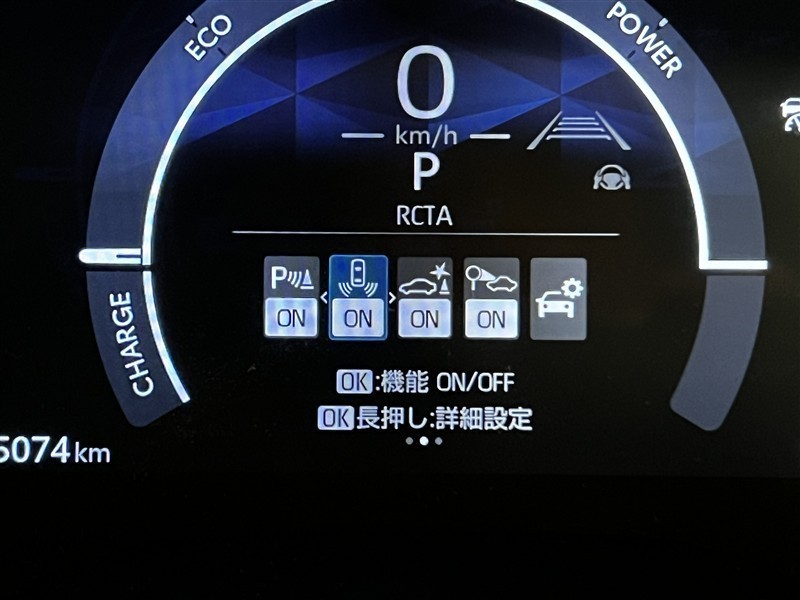 ECO
POWER
0
km/h
P
RCTA
P
ON
ON
ON
ON
CHARGE
OK:機能 ON/OFF
OK長押し:詳細設定
5074km